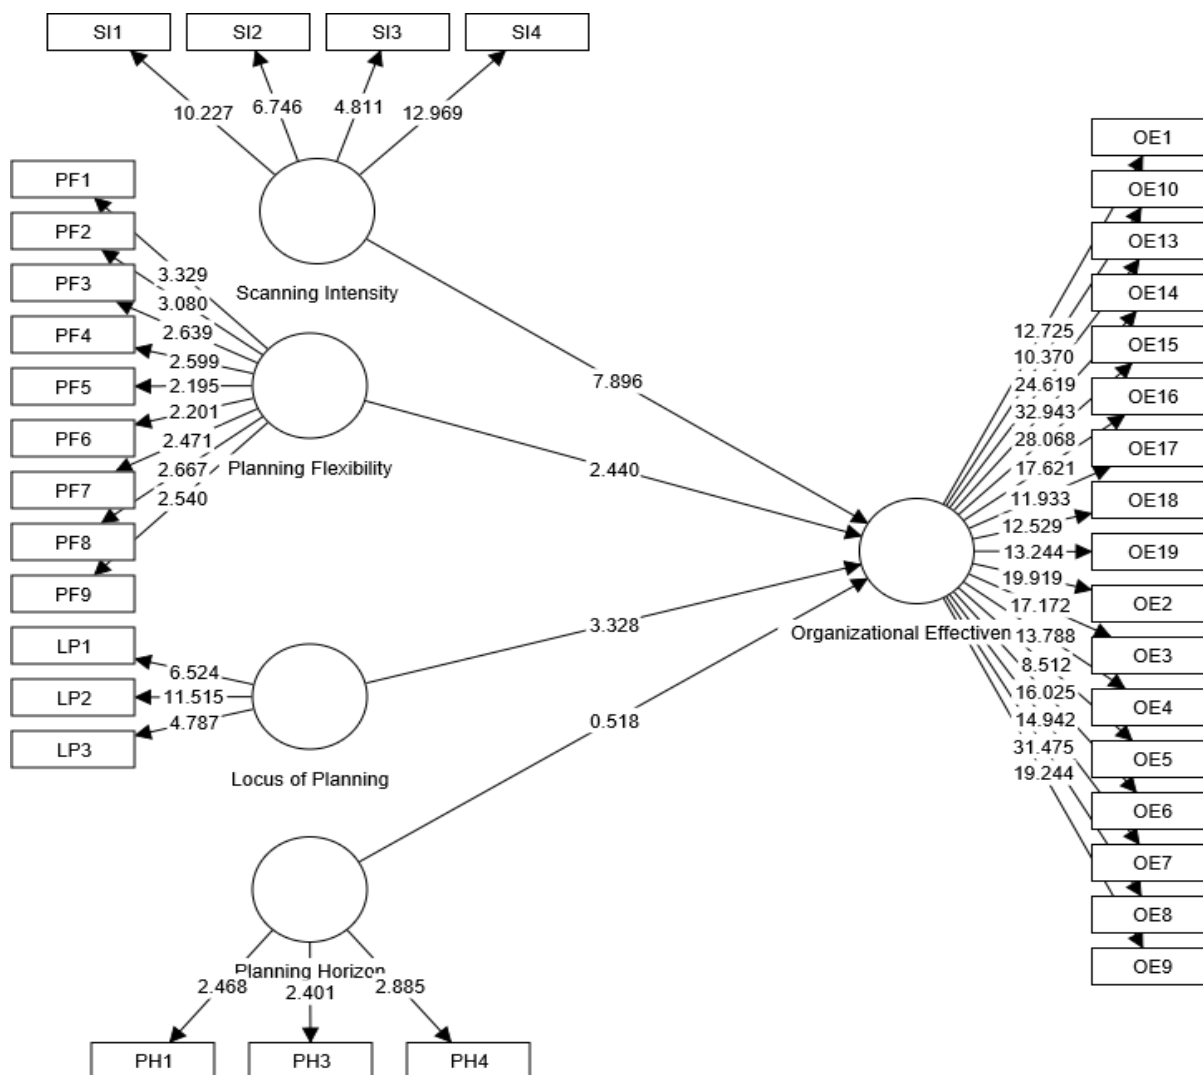 SI1
SI2
SI3
SI4
10.227
6.746
4.811
12.969
PF1
PF2
PF3
PF4
PF5
PF6
PF7
PF8
PF9
3.329
3.080
2.639
2.599
2.195
2.201
2.471
2.667
2.540
Scanning Intensity
Planning Flexibility
LP1
LP2
LP3
6.524
11.515
4.787
Locus of Planning
Planning Horizon
2.468
2.401
2.885
PH1
PH3
PH4
7.896
2.440
3.328
0.518
Organizational Effectiven
12.725
10.370
24.619
32.943
28.068
17.621
11.933
12.529
13.244
19.919
17.172
13.788
8.512
16.025
14.942
31.475
19.244
OE1
OE10
OE13
OE14
OE15
OE16
OE17
OE18
OE19
OE2
OE3
OE4
OE5
OE6
OE7
OE8
OE9